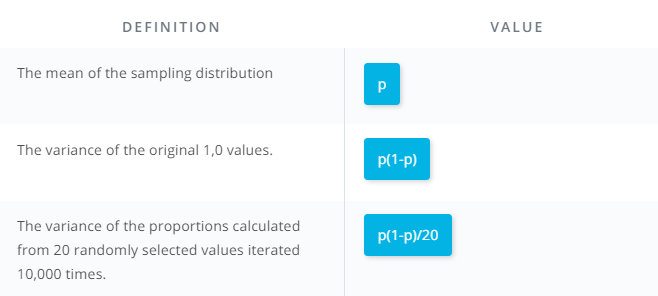 DEFINITION VALUE
The mean of the sampling distribution
p
The variance of the original 1,0 values.
p(1-p)
The variance of the proportions calculated
from 20 randomly selected values iterated
10,000 times.
p(1-p)/20